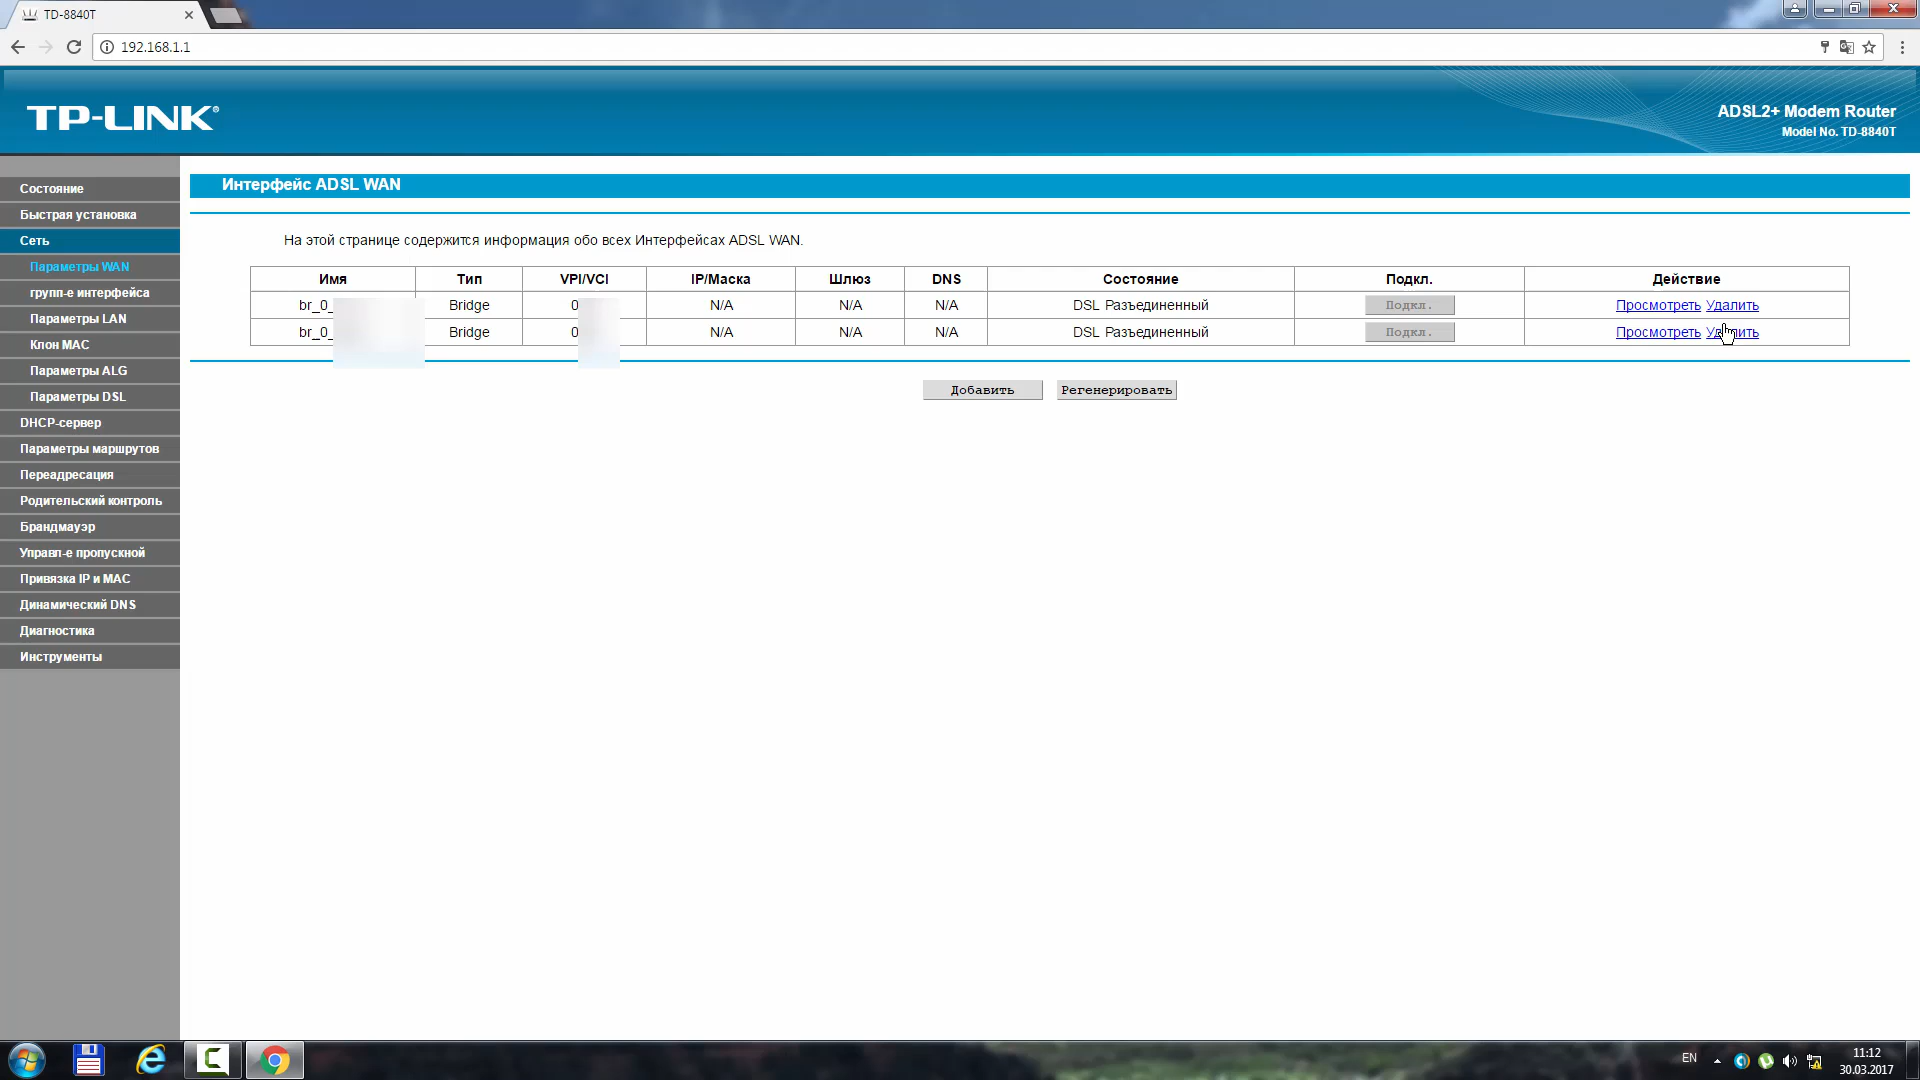 TD-8840T
192.168.1.1
TP-LINK®
ADSL2+ Modem Router
Model No. TD-8840T
Состояние
Быстрая установка
Сеть
Параметры WAN
групп-е интерфейса
Параметры LAN
Клон MAC
Параметры ALG
Параметры DSL
DHCP-сервер
Параметры маршрутов
Переадресация
Родительский контроль
Брандмауэр
Управл-е пропускной
Привязка IP и MAC
Динамический DNS
Диагностика
Инструменты
Интерфейс ADSL WAN
На этой странице содержится информация обо всех Интерфейсах ADSL WAN.
Имя Тип VPI/VCI IP/Маска Шлюз DNS Состояние Подкл. Действие
br_0_ Bridge 0 N/A N/A N/A DSL Разъединенный Подкл. Просмотреть Удалить
br_0_ Bridge 0 N/A N/A N/A DSL Разъединенный Подкл. Просмотреть Удалить
Добавить Регенерировать
EN
11:12
30.03.2017